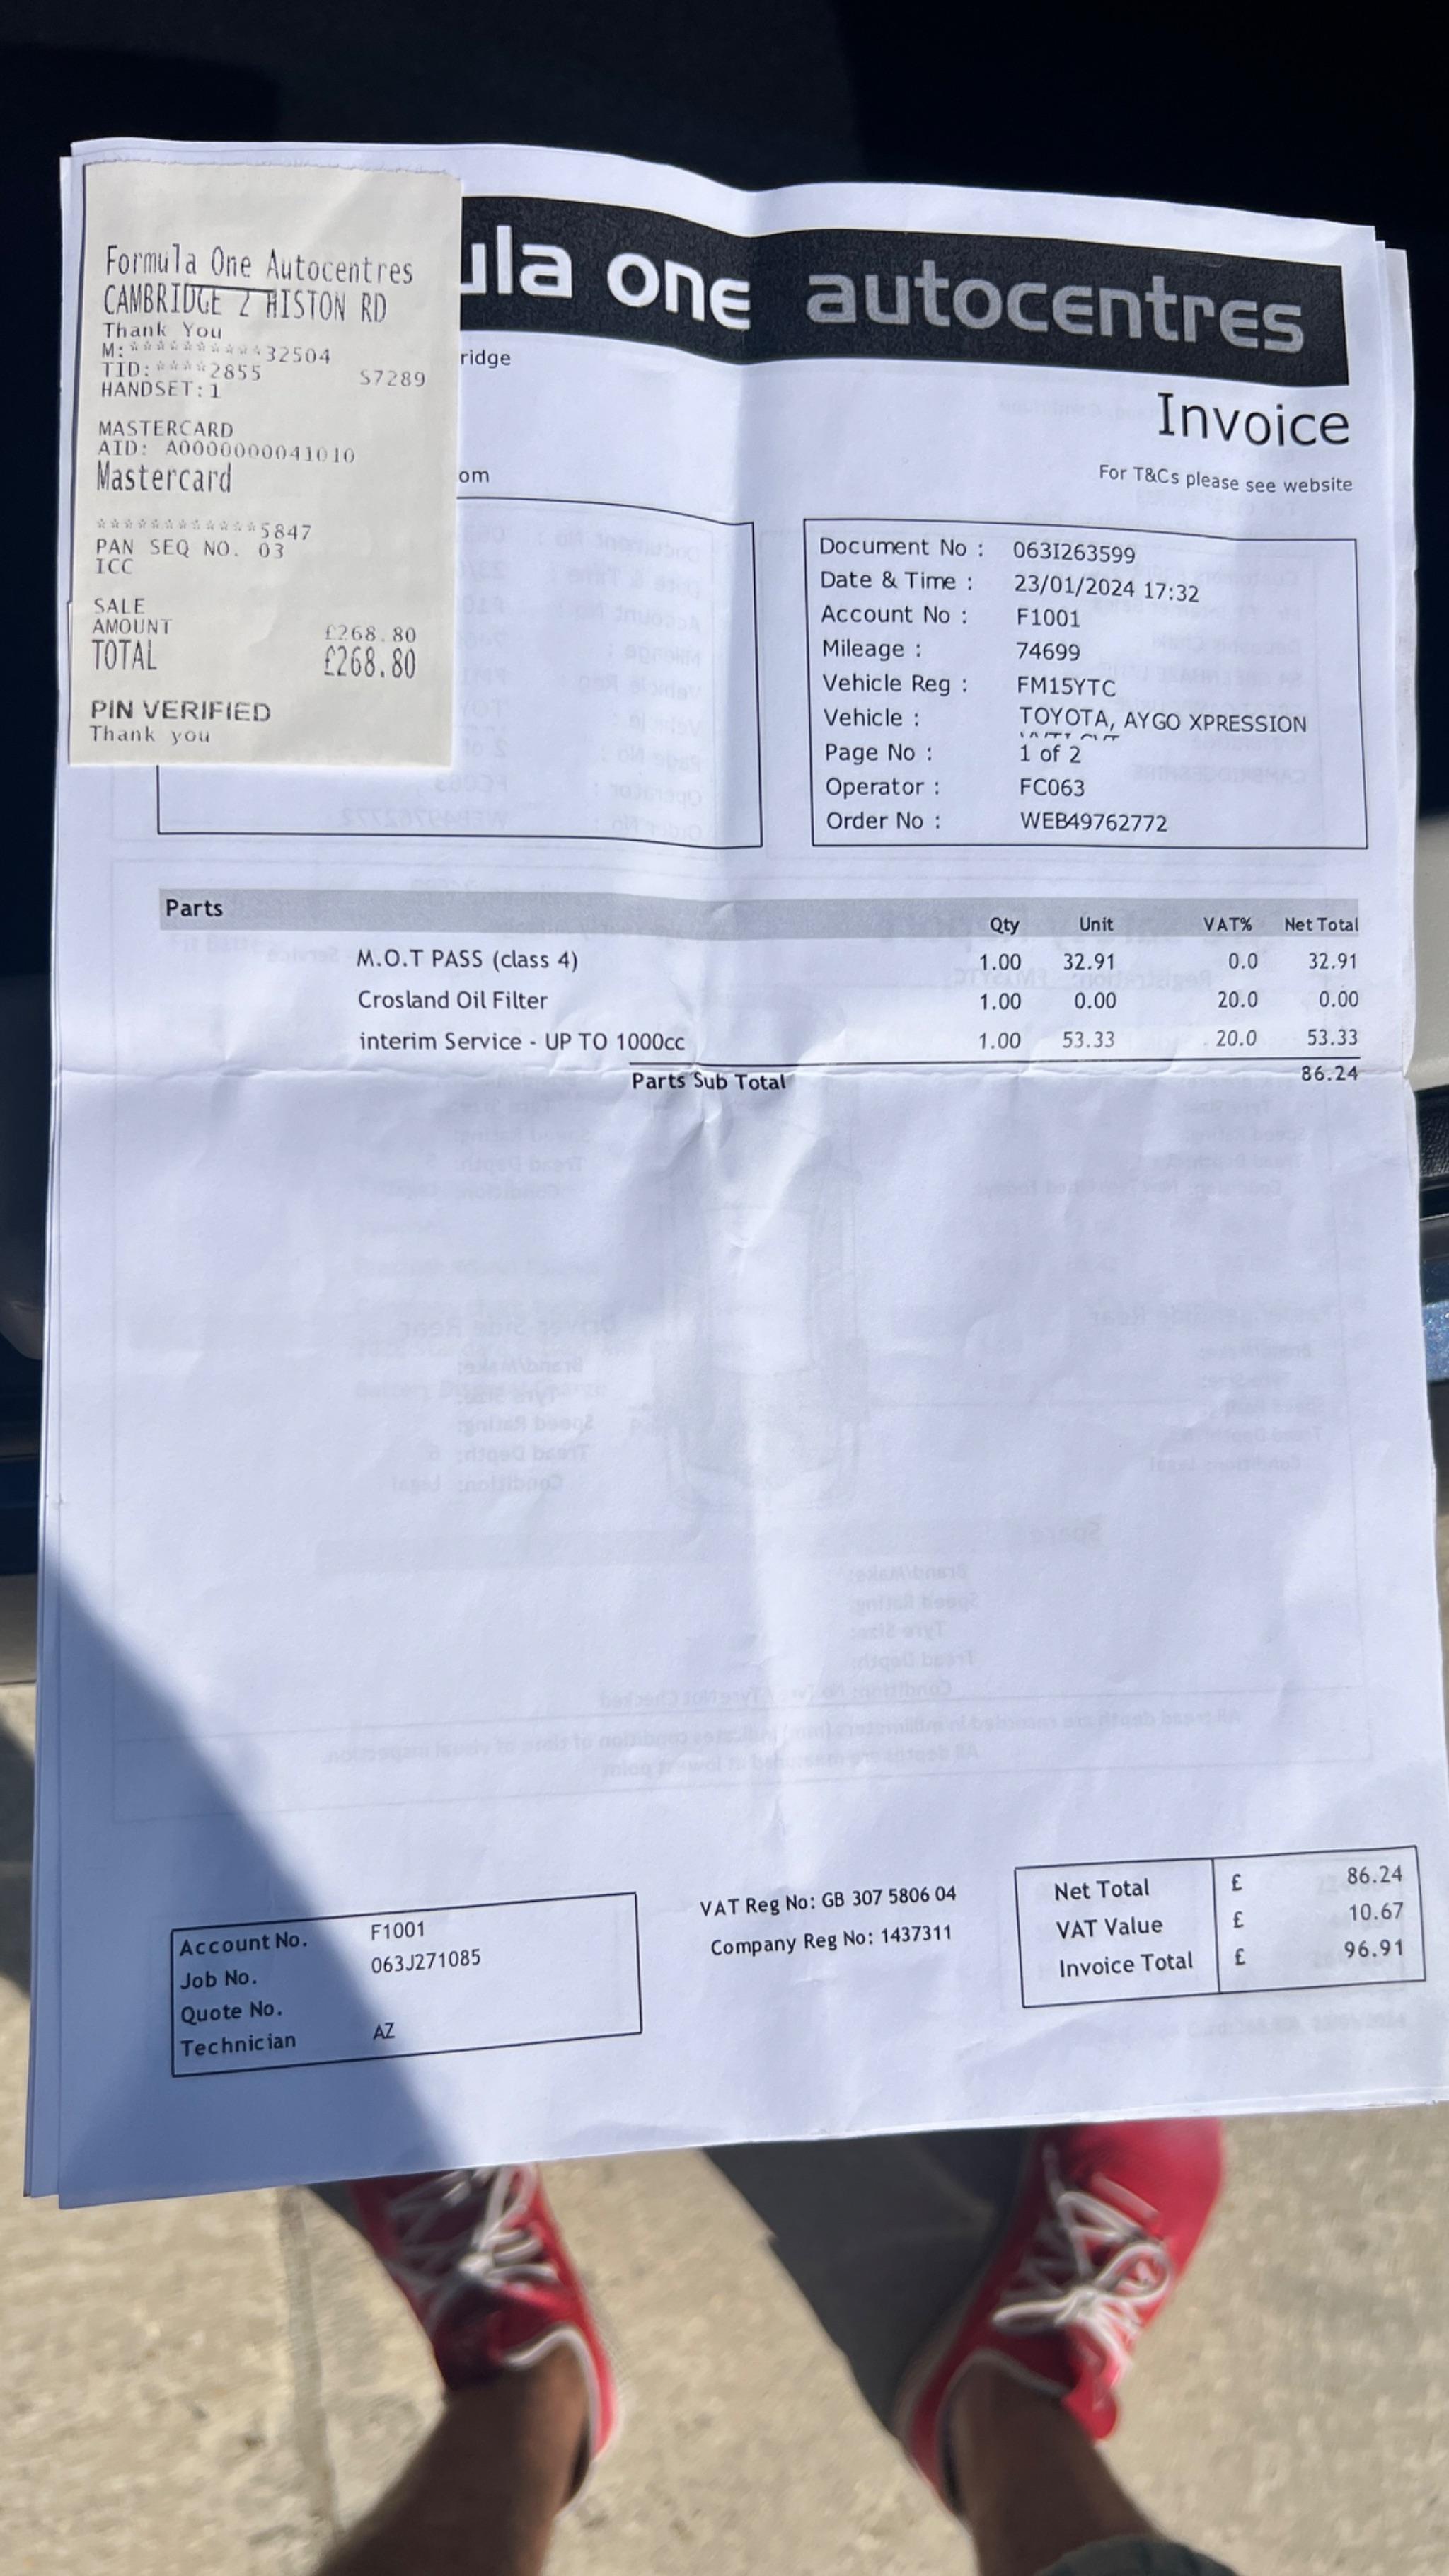 Formula One Autocentres
CAMBRIDGE 2 HISTON RD
Thank You
M:**********32504
TID:****2855 S7289
HANDSET:1
MASTERCARD
AID: A0000000041010
Mastercard
************5847
PAN SEQ NO. 03
ICC
SALE
AMOUNT £268.80
TOTAL £268.80
PIN VERIFIED
Thank you
ula one autocentres
ridge
om
Invoice
For T&Cs please see website
Document No : 063I263599
Date & Time : 23/01/2024 17:32
Account No : F1001
Mileage : 74699
Vehicle Reg : FM15YTC
Vehicle : TOYOTA, AYGO XPRESSION
Page No : 1 of 2
Operator : FC063
Order No : WEB49762772
Parts Qty Unit VAT% Net Total
M.O.T PASS (class 4) 1.00 32.91 0.0 32.91
Crosland Oil Filter 1.00 0.00 20.0 0.00
interim Service - UP TO 1000cc 1.00 53.33 20.0 53.33
Parts Sub Total 86.24
Account No. F1001
Job No. 063J271085
Quote No.
Technician AZ
VAT Reg No: GB 307 5806 04
Company Reg No: 1437311
Net Total £ 86.24
VAT Value £ 10.67
Invoice Total £ 96.91